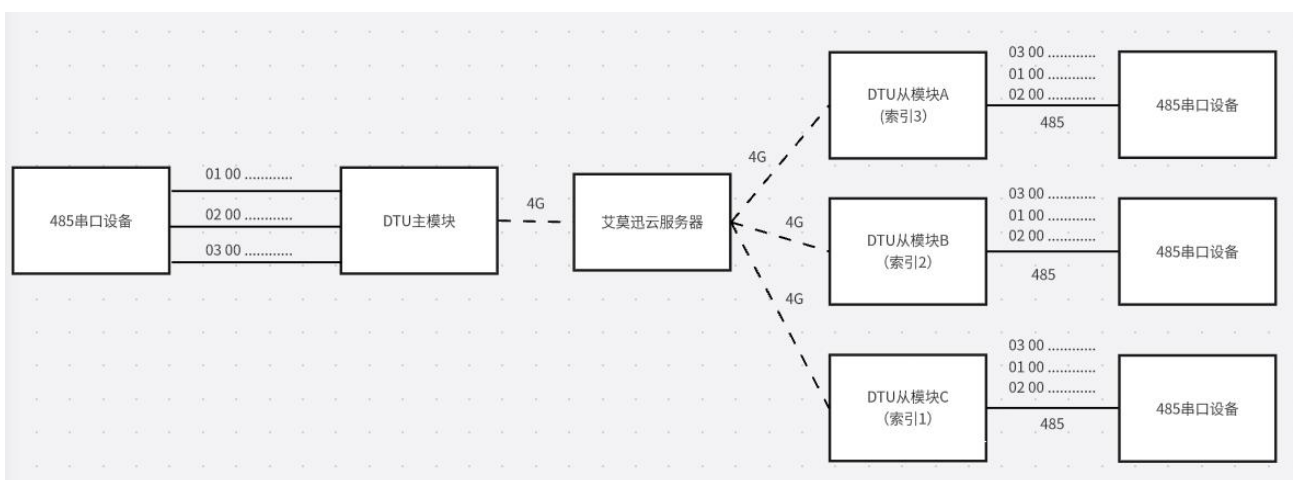 485串口设备
01 00 ............
02 00 ............
03 00 ............
DTU主模块
4G
艾莫迅云服务器
4G
4G
4G
DTU从模块A
(索引3）
03 00 ............
01 00 ............
02 00 ............
485
485串口设备
DTU从模块B
（索引2）
03 00 ............
01 00 ............
02 00 ............
485
485串口设备
DTU从模块C
（索引1）
03 00 ............
01 00 ............
02 00 ............
485
485串口设备